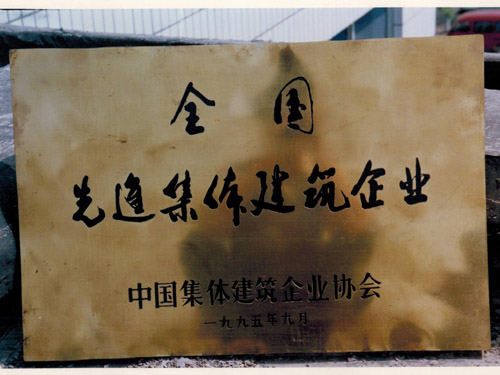 全国
先进集体建筑企业
中国集体建筑企业协会
一九九五年九月